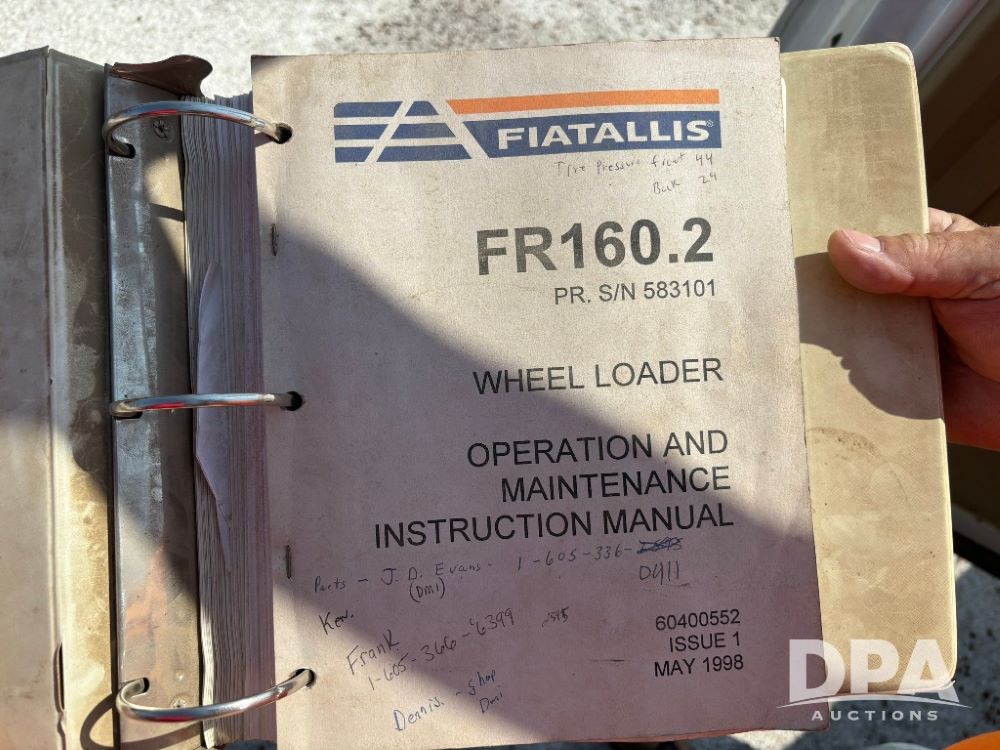 FIATALLIS®
Tire Pressure front 44
Back 24
FR160.2
PR. S/N 583101
WHEEL LOADER
OPERATION AND
MAINTENANCE
INSTRUCTION MANUAL
Parts - J. D. Evans - 1-605-336-
(DMI) 0411
Ken.
Frank
1-605-366-6399
Dennis. - shop
Dmi
60400552
ISSUE 1
MAY 1998
DPA
AUCTIONS